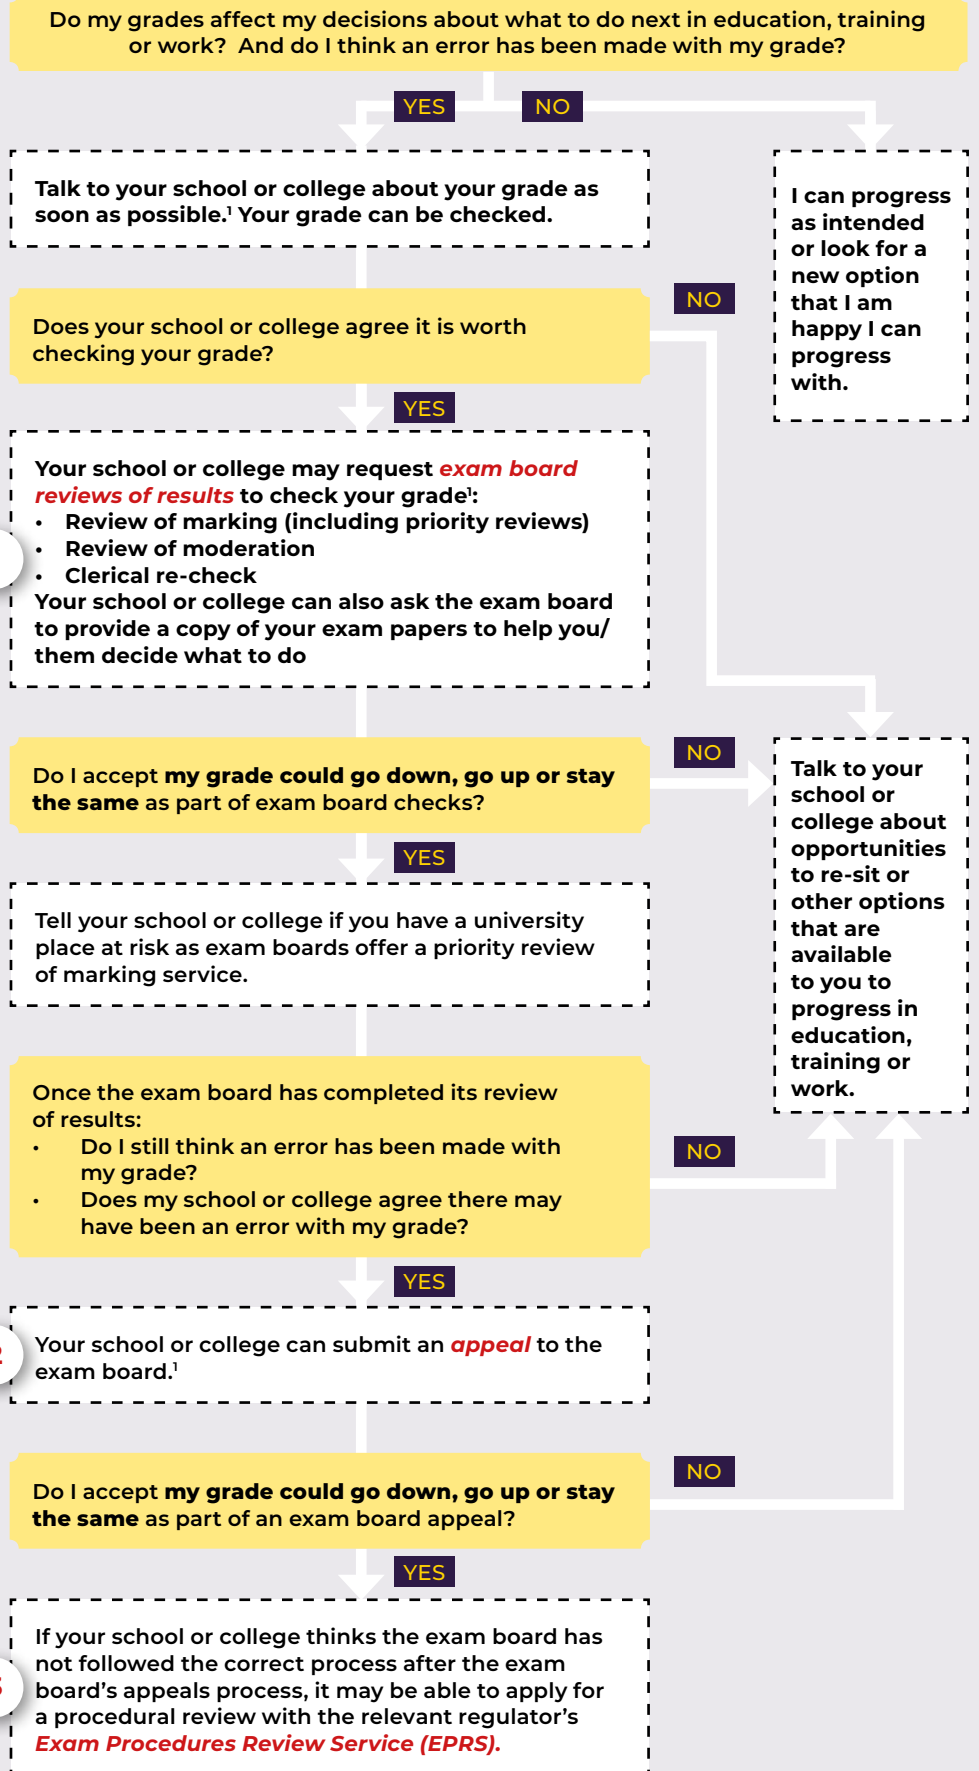 Do my grades affect my decisions about what to do next in education, training
or work? And do I think an error has been made with my grade?
YES
NO
Talk to your school or college about your grade as
soon as possible.¹ Your grade can be checked.
I can progress
as intended
or look for a
new option
that I am
happy I can
progress
with.
Does your school or college agree it is worth
checking your grade?
NO
YES
Your school or college may request exam board
reviews of results to check your grade¹:
• Review of marking (including priority reviews)
• Review of moderation
• Clerical re-check
Your school or college can also ask the exam board
to provide a copy of your exam papers to help you/
them decide what to do
Do I accept my grade could go down, go up or stay
the same as part of exam board checks?
NO
YES
Talk to your
school or
college about
opportunities
to re-sit or
other options
that are
available
to you to
progress in
education,
training or
work.
Tell your school or college if you have a university
place at risk as exam boards offer a priority review
of marking service.
Once the exam board has completed its review
of results:
• Do I still think an error has been made with
my grade?
• Does my school or college agree there may
have been an error with my grade?
NO
YES
2
Your school or college can submit an appeal to the
exam board.¹
Do I accept my grade could go down, go up or stay
the same as part of an exam board appeal?
NO
YES
3
If your school or college thinks the exam board has
not followed the correct process after the exam
board's appeals process, it may be able to apply for
a procedural review with the relevant regulator's
Exam Procedures Review Service (EPRS).